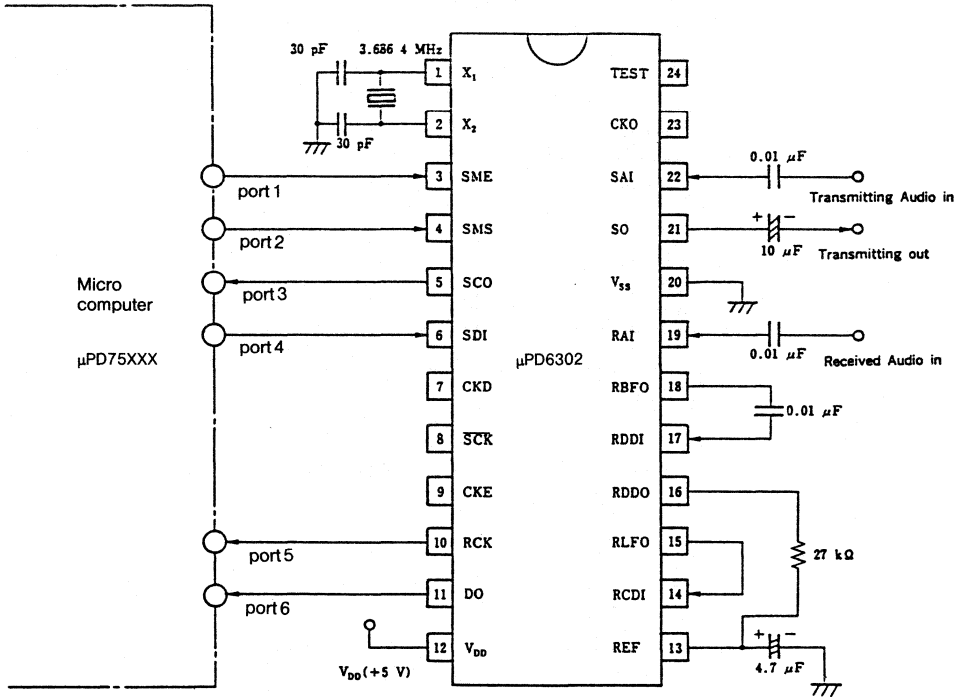 30 pF
3.686 4 MHz
30 pF
1 X₁
2 X₂
3 SME
4 SMS
5 SCO
6 SDI
7 CKD
8 S̅C̅K̅
9 CKE
10 RCK
11 DO
12 V_DD
V_DD (+5 V)
port 1
port 2
port 3
port 4
port 5
port 6
Micro
computer
μPD75XXX
μPD6302
TEST 24
CKO 23
SAI 22
SO 21
V_SS 20
RAI 19
RBFO 18
RDDI 17
RDDO 16
RLFO 15
RCDI 14
REF 13
0.01 μF
Transmitting Audio in
+ −
10 μF
Transmitting out
0.01 μF
Received Audio in
0.01 μF
27 kΩ
+ −
4.7 μF